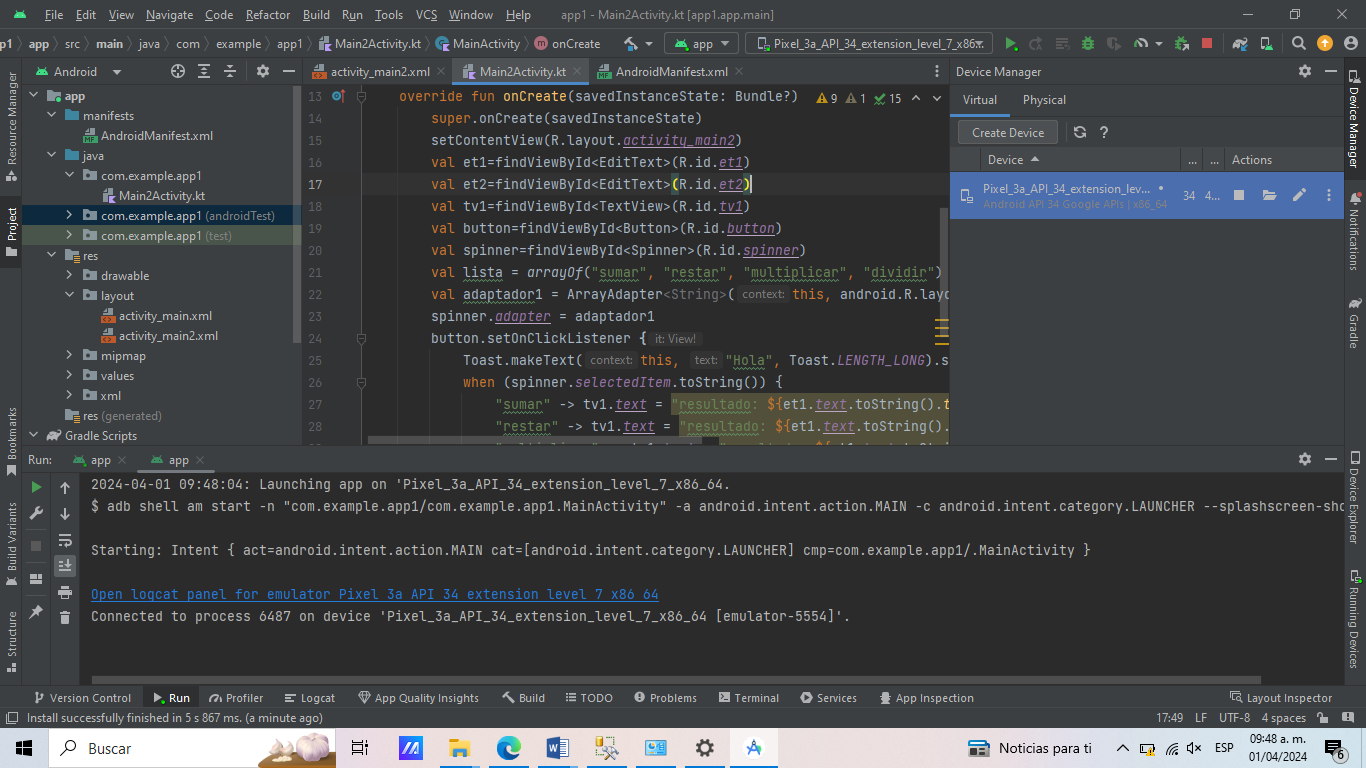 File Edit View Navigate Code Refactor Build Run Tools VCS Window Help app1 - Main2Activity.kt [app1.app.main]
p1 app src main java com example app1 Main2Activity.kt MainActivity onCreate app Pixel_3a_API_34_extension_level_7_x86
Android activity_main2.xml Main2Activity.kt AndroidManifest.xml Device Manager
app
manifests
AndroidManifest.xml
java
com.example.app1
Main2Activity.kt
com.example.app1 (androidTest)
com.example.app1 (test)
res
drawable
layout
activity_main.xml
activity_main2.xml
mipmap
values
xml
res (generated)
Gradle Scripts
Resource Manager
Project
Bookmarks
Build Variants
Structure
13 override fun onCreate(savedInstanceState: Bundle?) 9 1 15
14 super.onCreate(savedInstanceState)
15 setContentView(R.layout.activity_main2)
16 val et1=findViewById<EditText>(R.id.et1)
17 val et2=findViewById<EditText>(R.id.et2)
18 val tv1=findViewById<TextView>(R.id.tv1)
19 val button=findViewById<Button>(R.id.button)
20 val spinner=findViewById<Spinner>(R.id.spinner)
21 val lista = arrayOf("sumar", "restar", "multiplicar", "dividir")
22 val adaptador1 = ArrayAdapter<String>( context: this, android.R.layo
23 spinner.adapter = adaptador1
24 button.setOnClickListener { it: View!
25 Toast.makeText( context: this, text: "Hola", Toast.LENGTH_LONG).s
26 when (spinner.selectedItem.toString()) {
27 "sumar" -> tv1.text = "resultado: ${et1.text.toString().t
28 "restar" -> tv1.text = "resultado: ${et1.text.toString().
Virtual Physical
Create Device ?
Device ... ... Actions
Pixel_3a_API_34_extension_lev... 34 4...
Android API 34 Google APIs | x86_64
Device Manager
Notifications
Gradle
Device Explorer
Running Devices
Run: app app
2024-04-01 09:48:04: Launching app on 'Pixel_3a_API_34_extension_level_7_x86_64.
$ adb shell am start -n "com.example.app1/com.example.app1.MainActivity" -a android.intent.action.MAIN -c android.intent.category.LAUNCHER --splashscreen-sho
Starting: Intent { act=android.intent.action.MAIN cat=[android.intent.category.LAUNCHER] cmp=com.example.app1/.MainActivity }
Open logcat panel for emulator Pixel 3a API 34 extension level 7 x86 64
Connected to process 6487 on device 'Pixel_3a_API_34_extension_level_7_x86_64 [emulator-5554]'.
Version Control Run Profiler Logcat App Quality Insights Build TODO Problems Terminal Services App Inspection Layout Inspector
Install successfully finished in 5 s 867 ms. (a minute ago) 17:49 LF UTF-8 4 spaces
Buscar Noticias para ti ESP 09:48 a. m.
01/04/2024 6